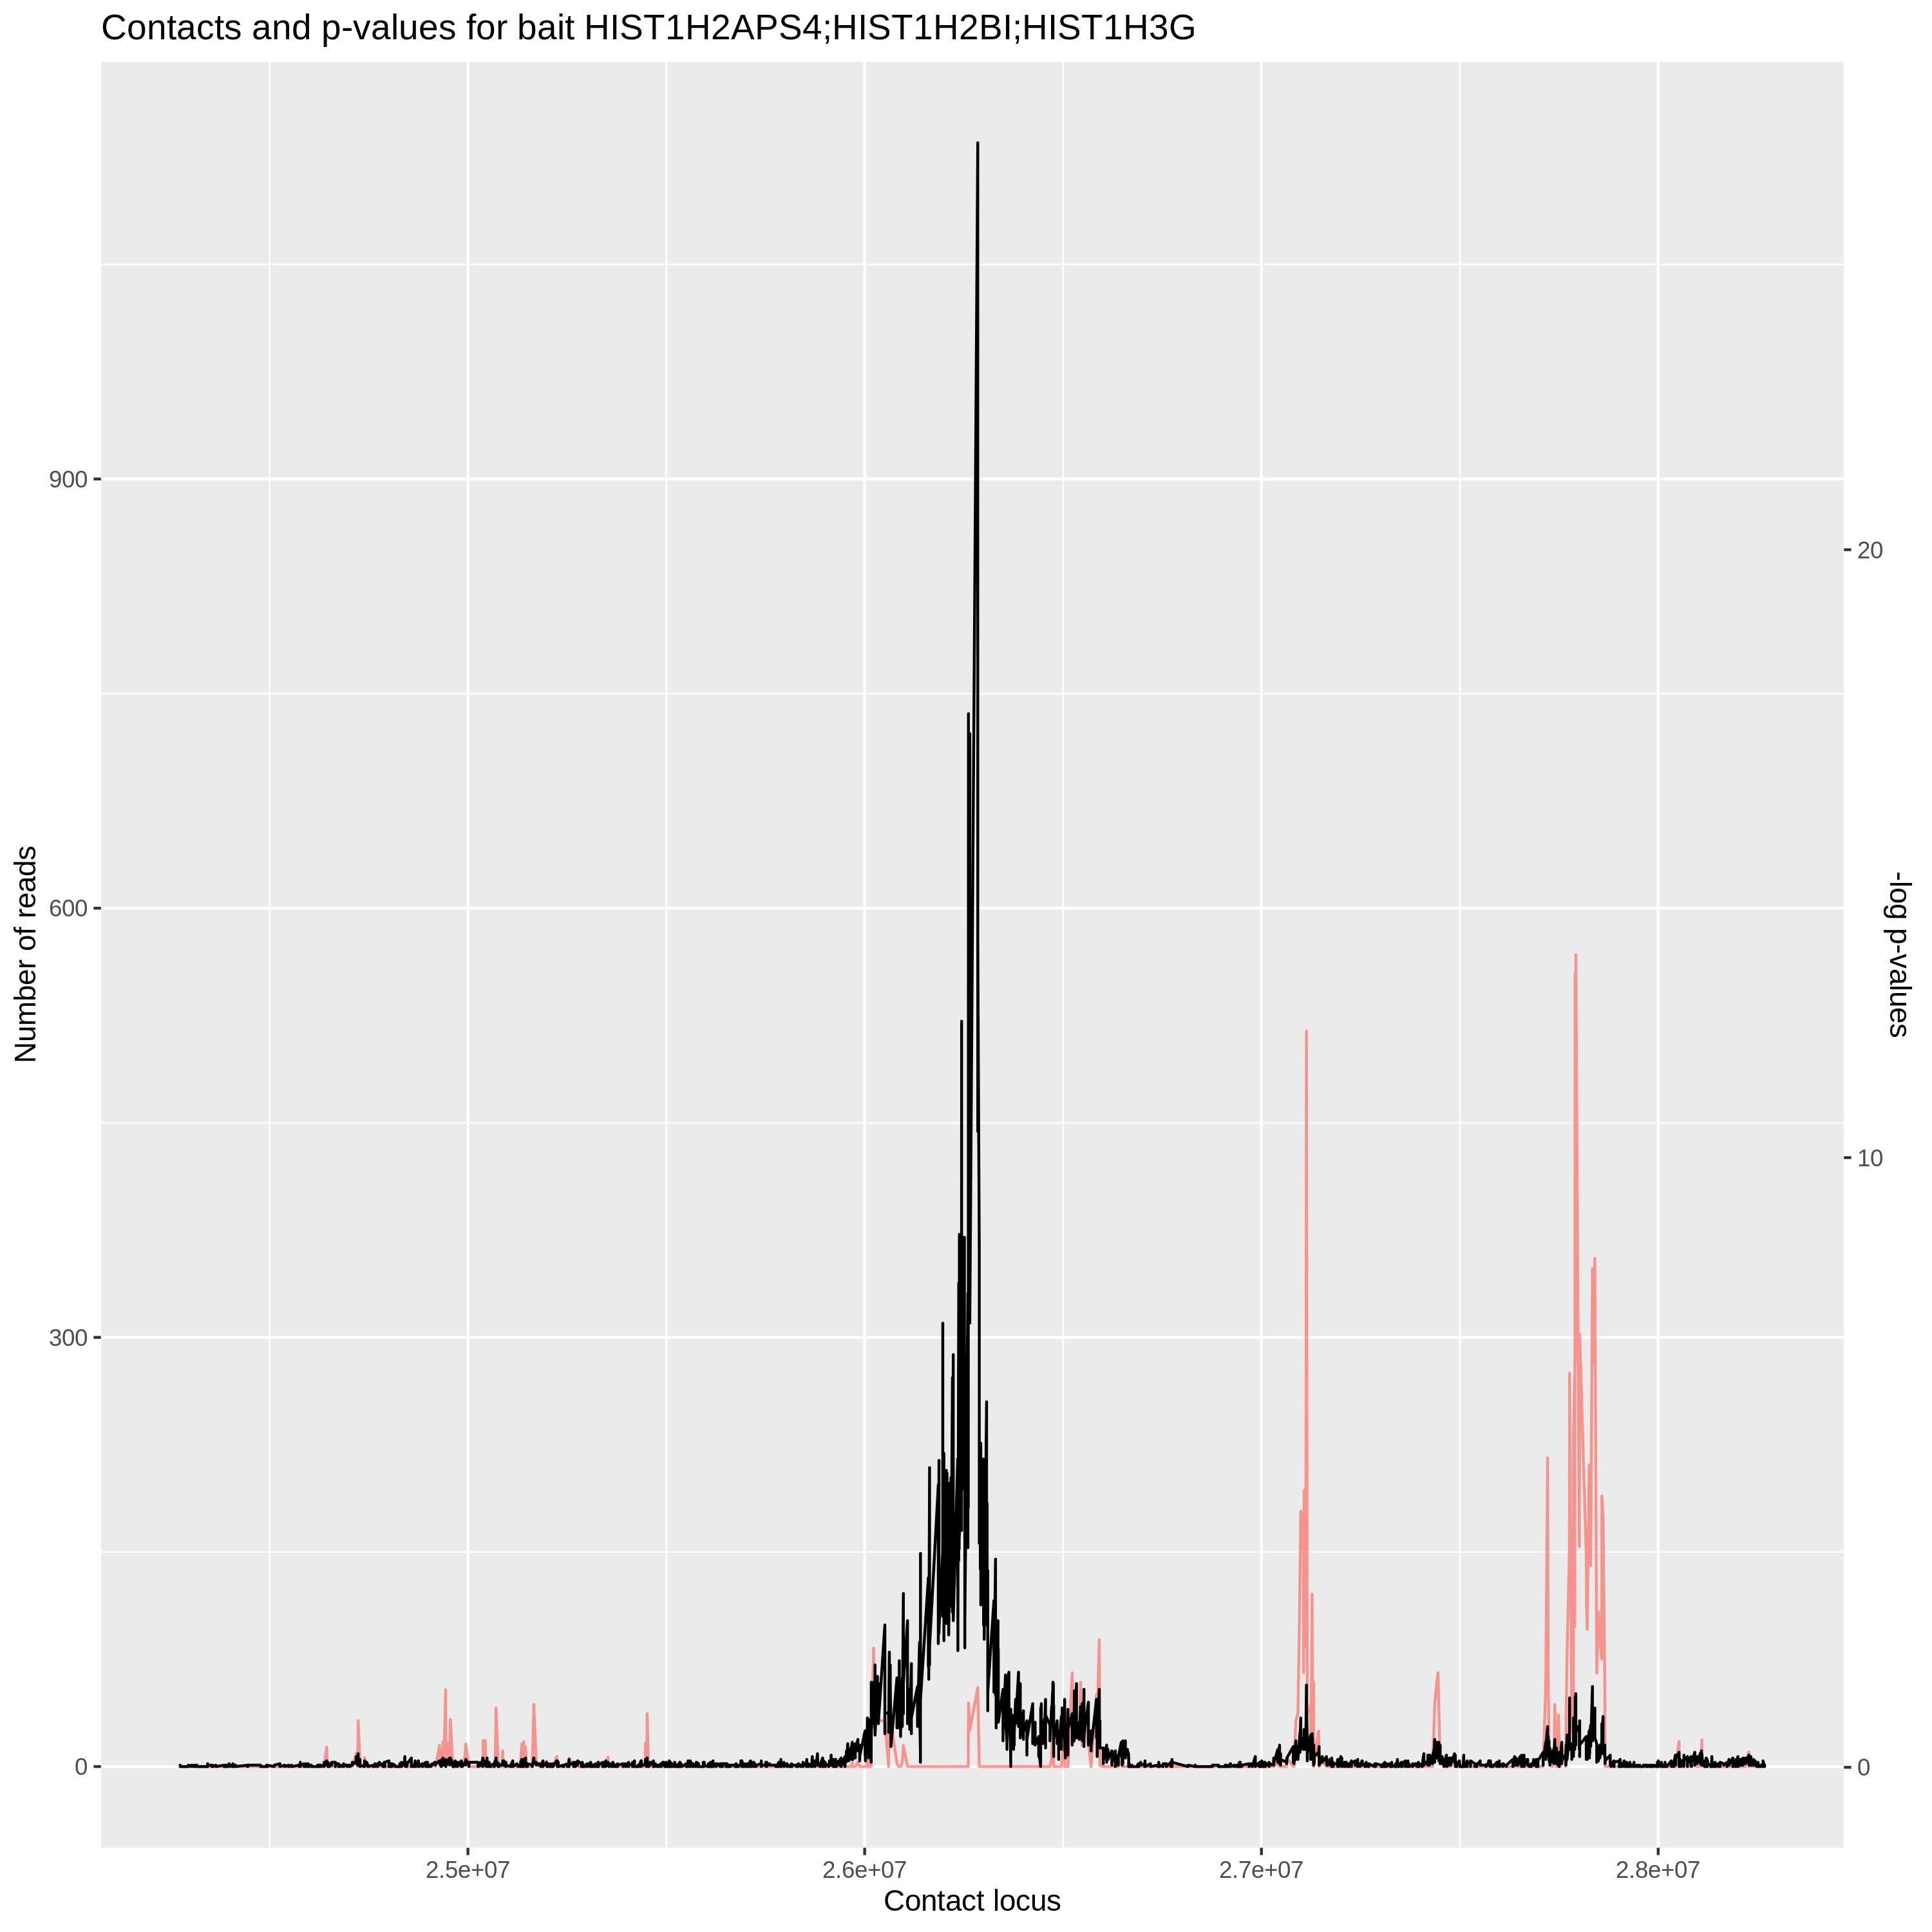 Contacts and p-values for bait HIST1H2APS4;HIST1H2BI;HIST1H3G
900
600
300
0
Number of reads
20
10
0
-log p-values
2.5e+07
2.6e+07
2.7e+07
2.8e+07
Contact locus